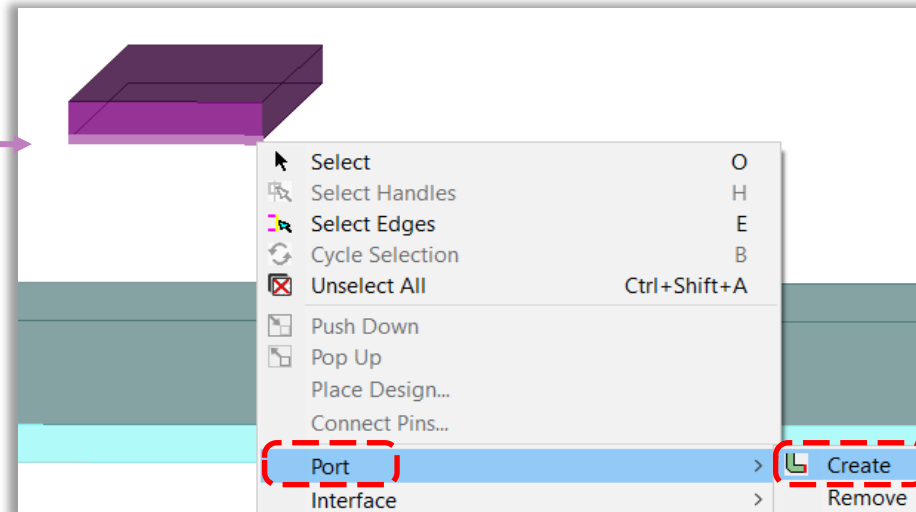 Select O
Select Handles H
Select Edges E
Cycle Selection B
Unselect All Ctrl+Shift+A
Push Down
Pop Up
Place Design...
Connect Pins...
Port > Create
Interface > Remove